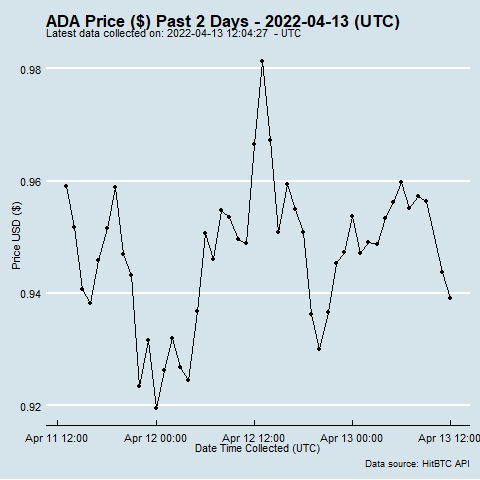 ADA Price ($) Past 2 Days - 2022-04-13 (UTC)
Latest data collected on: 2022-04-13 12:04:27 - UTC
0.98
0.96
0.94
0.92
Price USD ($)
Apr 11 12:00 Apr 12 00:00 Apr 12 12:00 Apr 13 00:00 Apr 13 12:00
Date Time Collected (UTC)
Data source: HitBTC API